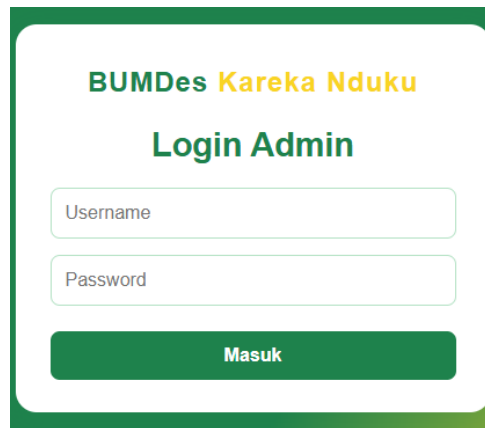 BUMDes Kareka Nduku
Login Admin
Username
Password
Masuk